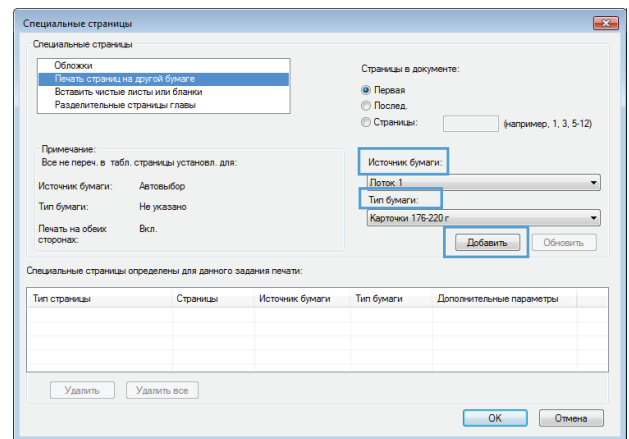 Специальные страницы
Специальные страницы
Обложки
Печать страниц на другой бумаге
Вставить чистые листы или бланки
Разделительные страницы главы
Страницы в документе:
Первая
Послед.
Страницы:
(например, 1, 3, 5-12)
Примечание:
Все не переч. в табл. страницы установл. для:
Источник бумаги: Автовыбор
Тип бумаги: Не указано
Печать на обеих сторонах: Вкл.
Источник бумаги:
Лоток 1
Тип бумаги:
Карточки 176-220 г
Добавить Обновить
Специальные страницы определены для данного задания печати:
Тип страницы Страницы Источник бумаги Тип бумаги Дополнительные параметры
Удалить Удалить все
OK Отмена